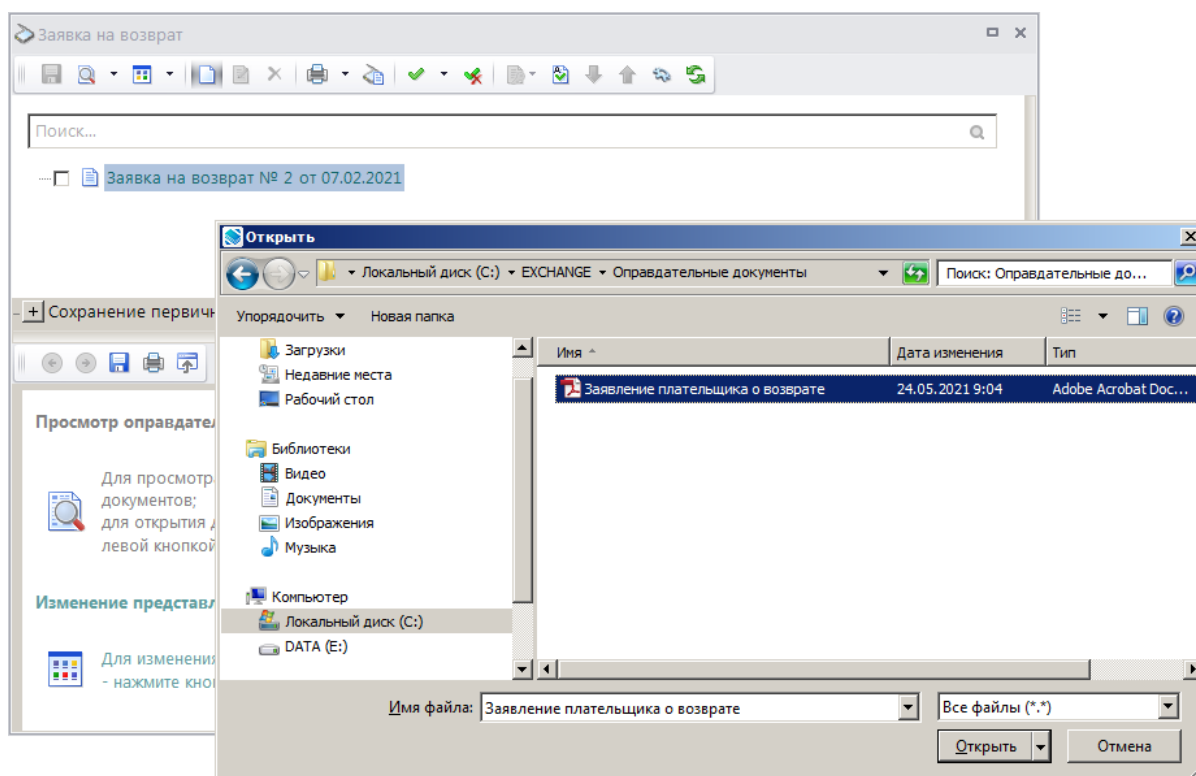 Заявка на возврат
Поиск...
Заявка на возврат № 2 от 07.02.2021
Открыть
Локальный диск (C:) EXCHANGE Оправдательные документы
Поиск: Оправдательные до...
+ Сохранение первичн
Упорядочить Новая папка
Загрузки
Недавние места
Рабочий стол
Библиотеки
Видео
Документы
Изображения
Музыка
Компьютер
Локальный диск (C:)
DATA (E:)
Имя Дата изменения Тип
Заявление плательщика о возврате 24.05.2021 9:04 Adobe Acrobat Doc...
Просмотр оправдател
Для просмотр
документов;
для открытия
левой кнопкой
Изменение представл
Для изменения
- нажмите кно
Имя файла: Заявление плательщика о возврате Все файлы (*.*)
Открыть Отмена